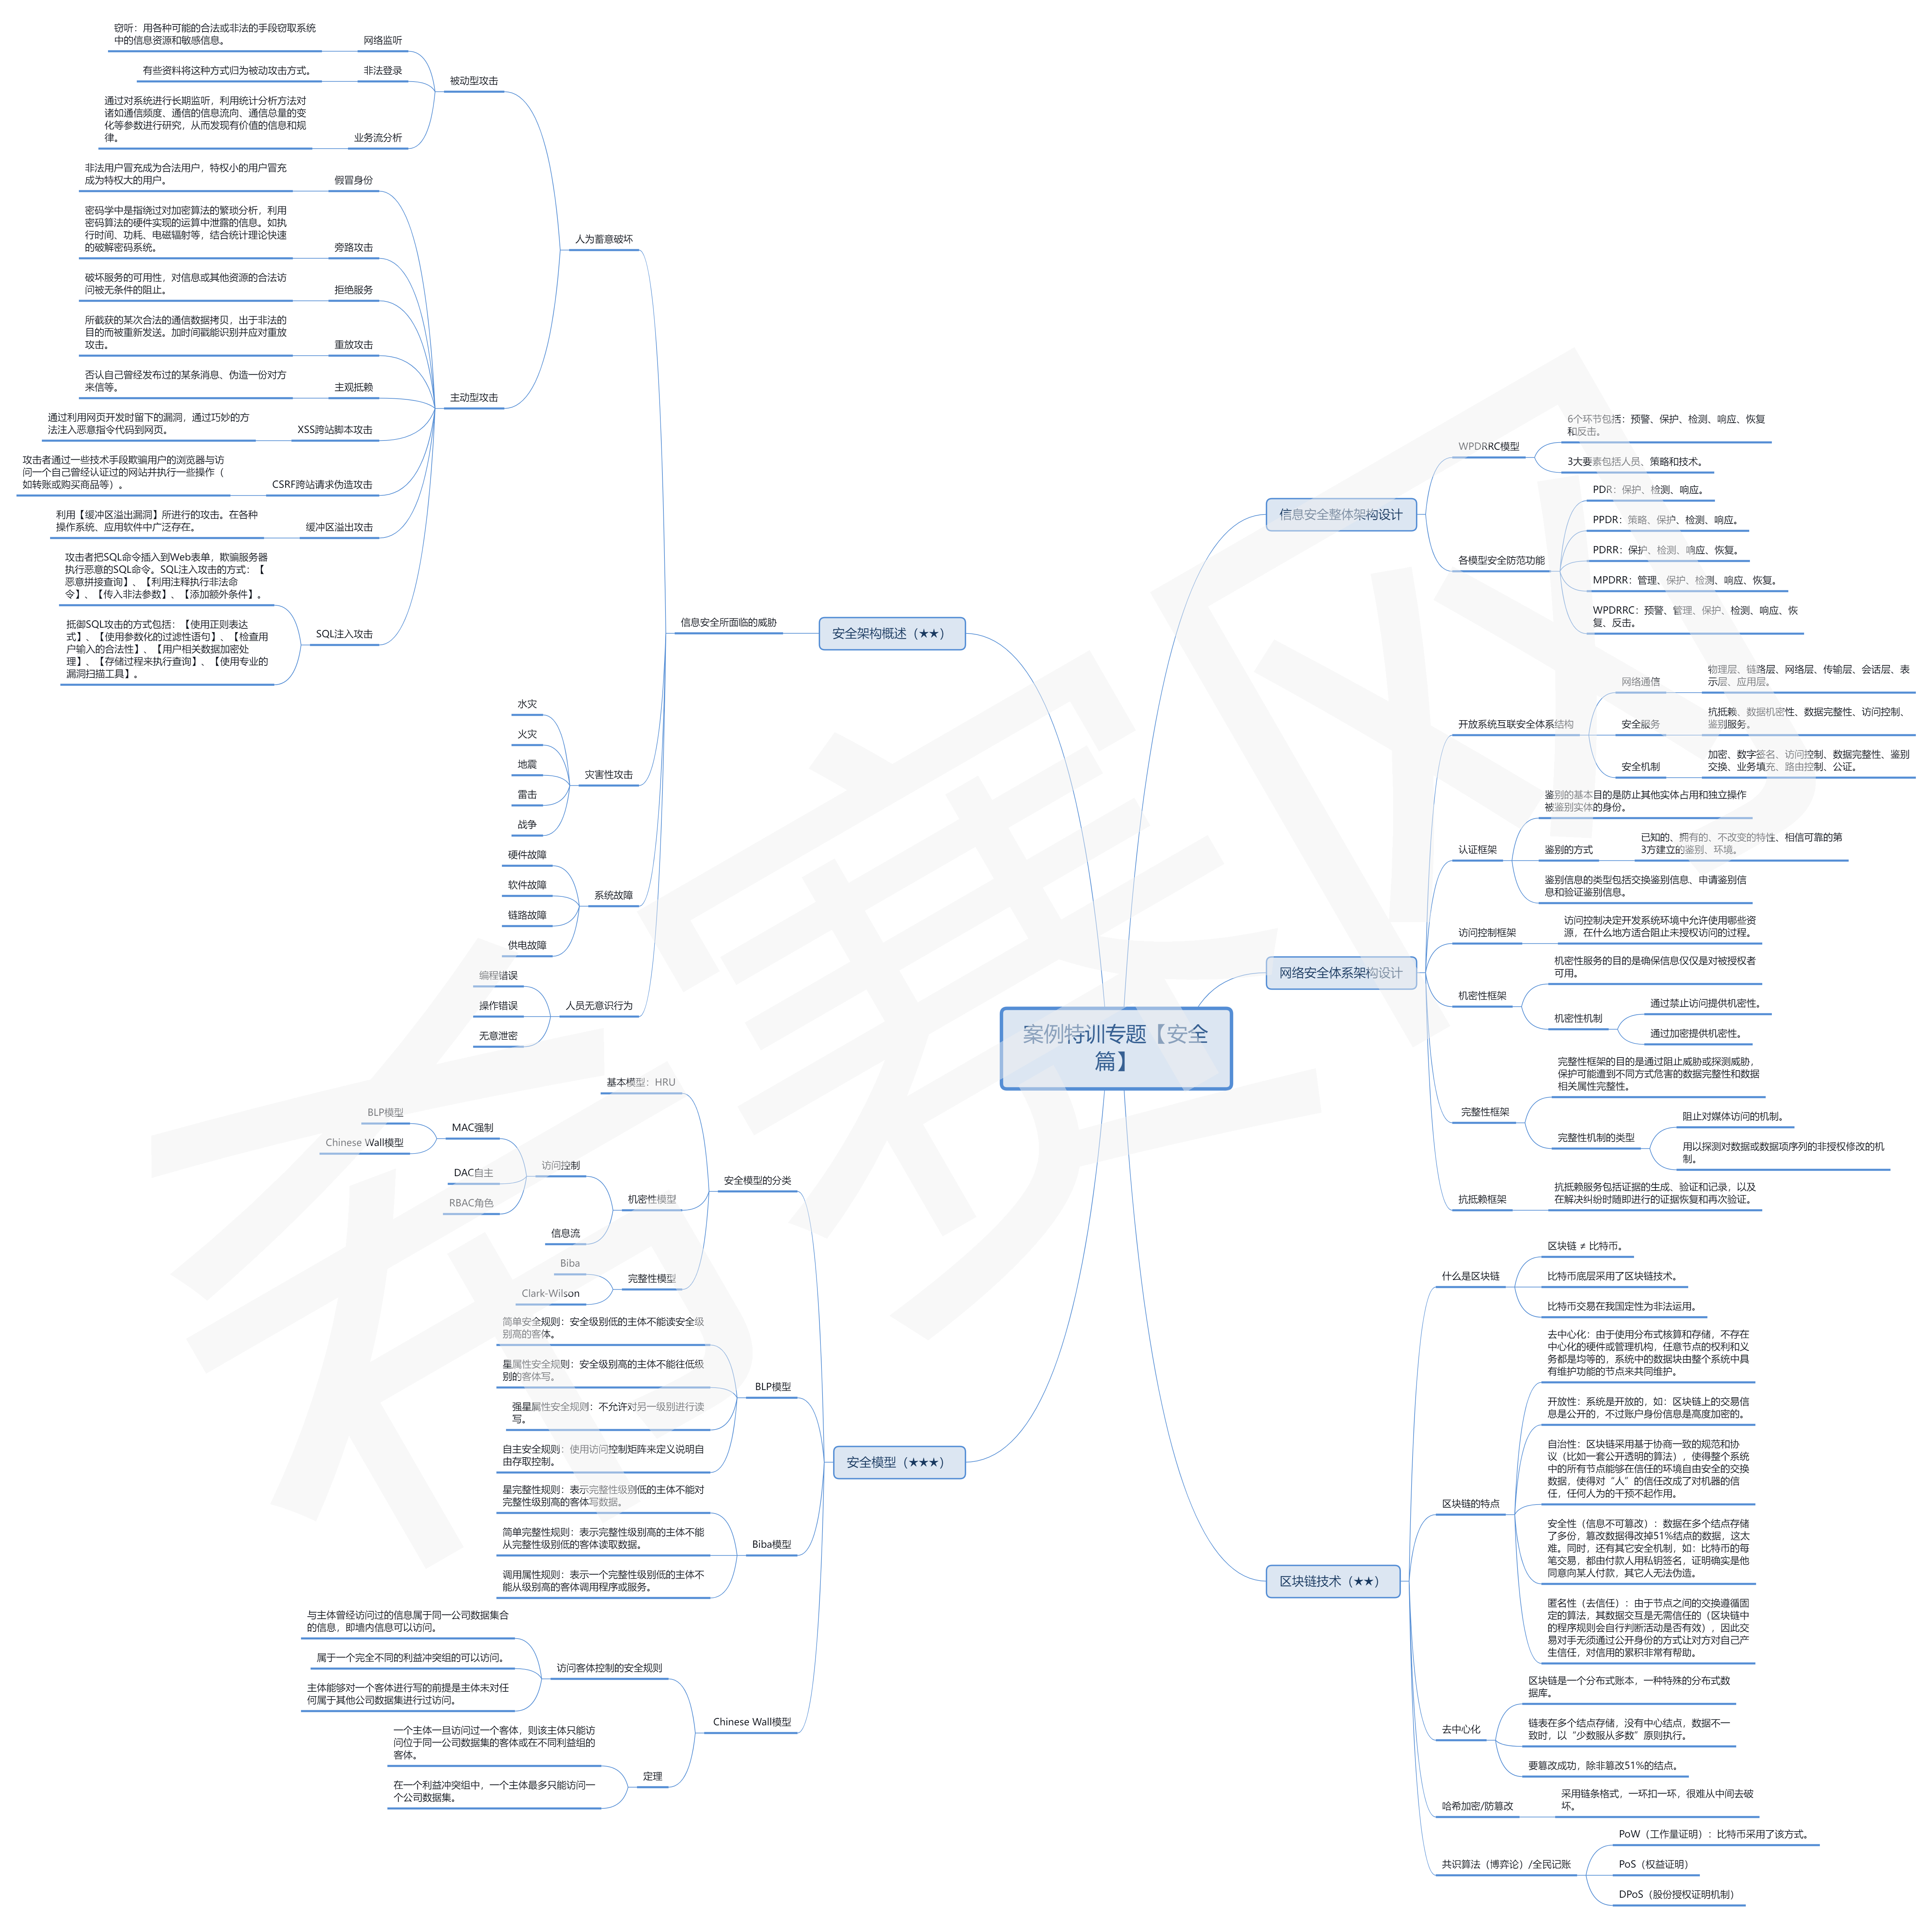 案例特训专题【安全
篇】
信息安全整体架构设计
WPDRRC模型
6个环节包括：预警、保护、检测、响应、恢复
和反击。
3大要素包括人员、策略和技术。
各模型安全防范功能
PDR：保护、检测、响应。
PPDR：策略、保护、检测、响应。
PDRR：保护、检测、响应、恢复。
MPDRR：管理、保护、检测、响应、恢复。
WPDRRC：预警、管理、保护、检测、响应、恢
复、反击。
网络安全体系架构设计
开放系统互联安全体系结构
网络通信
物理层、链路层、网络层、传输层、会话层、表
示层、应用层。
安全服务
抗抵赖、数据机密性、数据完整性、访问控制、
鉴别服务。
安全机制
加密、数字签名、访问控制、数据完整性、鉴别
交换、业务填充、路由控制、公证。
认证框架
鉴别的基本目的是防止其他实体占用和独立操作
被鉴别实体的身份。
鉴别的方式
已知的、拥有的、不改变的特性、相信可靠的第
3方建立的鉴别、环境。
鉴别信息的类型包括交换鉴别信息、申请鉴别信
息和验证鉴别信息。
访问控制框架
访问控制决定开发系统环境中允许使用哪些资
源，在什么地方适合阻止未授权访问的过程。
机密性框架
机密性服务的目的是确保信息仅仅是对被授权者
可用。
机密性机制
通过禁止访问提供机密性。
通过加密提供机密性。
完整性框架
完整性框架的目的是通过阻止威胁或探测威胁，
保护可能遭到不同方式危害的数据完整性和数据
相关属性完整性。
完整性机制的类型
阻止对媒体访问的机制。
用以探测对数据或数据项序列的非授权修改的机
制。
抗抵赖框架
抗抵赖服务包括证据的生成、验证和记录，以及
在解决纠纷时随即进行的证据恢复和再次验证。
区块链技术（★★）
什么是区块链
区块链 ≠ 比特币。
比特币底层采用了区块链技术。
比特币交易在我国定性为非法运用。
区块链的特点
去中心化：由于使用分布式核算和存储，不存在
中心化的硬件或管理机构，任意节点的权利和义
务都是均等的，系统中的数据块由整个系统中具
有维护功能的节点来共同维护。
开放性：系统是开放的，如：区块链上的交易信
息是公开的，不过账户身份信息是高度加密的。
自治性：区块链采用基于协商一致的规范和协
议（比如一套公开透明的算法），使得整个系统
中的所有节点能够在信任的环境自由安全的交换
数据，使得对“人”的信任改成了对机器的信
任，任何人为的干预不起作用。
安全性（信息不可篡改）：数据在多个结点存储
了多份，篡改数据得改掉51%结点的数据，这太
难。同时，还有其它安全机制，如：比特币的每
笔交易，都由付款人用私钥签名，证明确实是他
同意向某人付款，其它人无法伪造。
匿名性（去信任）：由于节点之间的交换遵循固
定的算法，其数据交互是无需信任的（区块链中
的程序规则会自行判断活动是否有效），因此交
易对手无须通过公开身份的方式让对方对自己产
生信任，对信用的累积非常有帮助。
去中心化
区块链是一个分布式账本，一种特殊的分布式数
据库。
链表在多个结点存储，没有中心结点，数据不一
致时，以“少数服从多数”原则执行。
要篡改成功，除非篡改51%的结点。
哈希加密/防篡改
采用链条格式，一环扣一环，很难从中间去破
坏。
共识算法（博弈论）/全民记账
PoW（工作量证明）：比特币采用了该方式。
PoS（权益证明）
DPoS（股份授权证明机制）
安全架构概述（★★）
信息安全所面临的威胁
人为蓄意破坏
被动型攻击
网络监听
窃听：用各种可能的合法或非法的手段窃取系统
中的信息资源和敏感信息。
非法登录
有些资料将这种方式归为被动攻击方式。
业务流分析
通过对系统进行长期监听，利用统计分析方法对
诸如通信频度、通信的信息流向、通信总量的变
化等参数进行研究，从而发现有价值的信息和规
律。
主动型攻击
假冒身份
非法用户冒充成为合法用户，特权小的用户冒充
成为特权大的用户。
旁路攻击
密码学中是指绕过对加密算法的繁琐分析，利用
密码算法的硬件实现的运算中泄露的信息。如执
行时间、功耗、电磁辐射等，结合统计理论快速
的破解密码系统。
拒绝服务
破坏服务的可用性，对信息或其他资源的合法访
问被无条件的阻止。
重放攻击
所截获的某次合法的通信数据拷贝，出于非法的
目的而被重新发送。加时间戳能识别并应对重放
攻击。
主观抵赖
否认自己曾经发布过的某条消息、伪造一份对方
来信等。
XSS跨站脚本攻击
通过利用网页开发时留下的漏洞，通过巧妙的方
法注入恶意指令代码到网页。
CSRF跨站请求伪造攻击
攻击者通过一些技术手段欺骗用户的浏览器与访
问一个自己曾经认证过的网站并执行一些操作（
如转账或购买商品等）。
缓冲区溢出攻击
利用【缓冲区溢出漏洞】所进行的攻击。在各种
操作系统、应用软件中广泛存在。
SQL注入攻击
攻击者把SQL命令插入到Web表单，欺骗服务器
执行恶意的SQL命令。SQL注入攻击的方式：【
恶意拼接查询】、【利用注释执行非法命
令】、【传入非法参数】、【添加额外条件】。
抵御SQL攻击的方式包括：【使用正则表达
式】、【使用参数化的过滤性语句】、【检查用
户输入的合法性】、【用户相关数据加密处
理】、【存储过程来执行查询】、【使用专业的
漏洞扫描工具】。
灾害性攻击
水灾
火灾
地震
雷击
战争
系统故障
硬件故障
软件故障
链路故障
供电故障
人员无意识行为
编程错误
操作错误
无意泄密
安全模型（★★★）
安全模型的分类
基本模型：HRU
机密性模型
访问控制
MAC强制
BLP模型
Chinese Wall模型
DAC自主
RBAC角色
信息流
完整性模型
Biba
Clark-Wilson
BLP模型
简单安全规则：安全级别低的主体不能读安全级
别高的客体。
星属性安全规则：安全级别高的主体不能往低级
别的客体写。
强星属性安全规则：不允许对另一级别进行读
写。
自主安全规则：使用访问控制矩阵来定义说明自
由存取控制。
Biba模型
星完整性规则：表示完整性级别低的主体不能对
完整性级别高的客体写数据。
简单完整性规则：表示完整性级别高的主体不能
从完整性级别低的客体读取数据。
调用属性规则：表示一个完整性级别低的主体不
能从级别高的客体调用程序或服务。
Chinese Wall模型
访问客体控制的安全规则
与主体曾经访问过的信息属于同一公司数据集合
的信息，即墙内信息可以访问。
属于一个完全不同的利益冲突组的可以访问。
主体能够对一个客体进行写的前提是主体未对任
何属于其他公司数据集进行过访问。
定理
一个主体一旦访问过一个客体，则该主体只能访
问位于同一公司数据集的客体或在不同利益组的
客体。
在一个利益冲突组中，一个主体最多只能访问一
个公司数据集。
希赛网